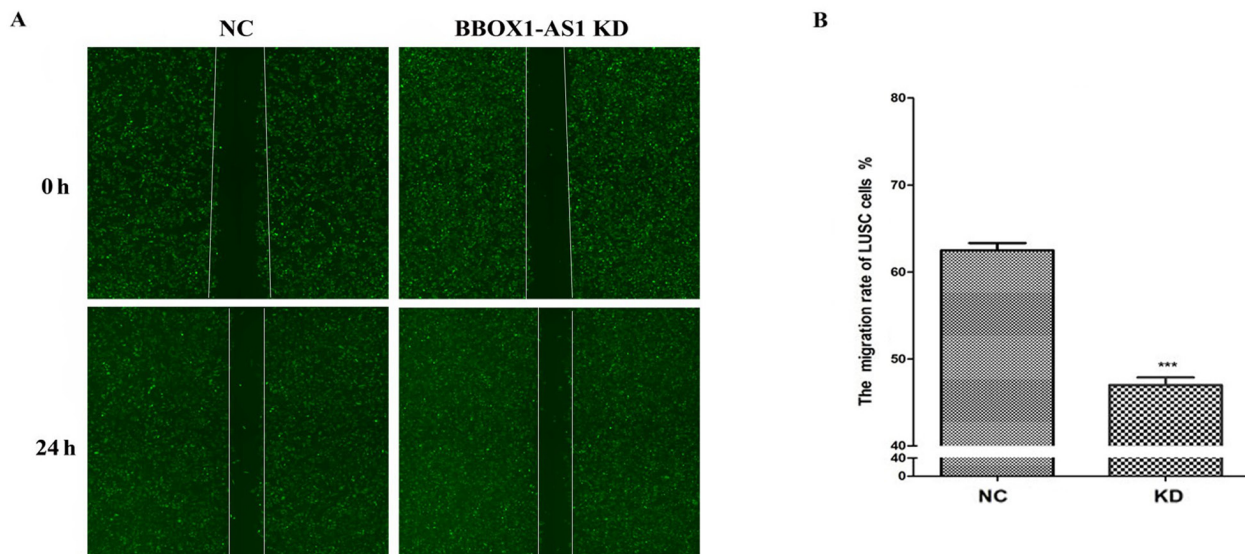 A
NC
BBOX1-AS1 KD
0 h
24 h
B
The migration rate of LUSC cells %
80
70
60
50
40
40
0
***
NC
KD